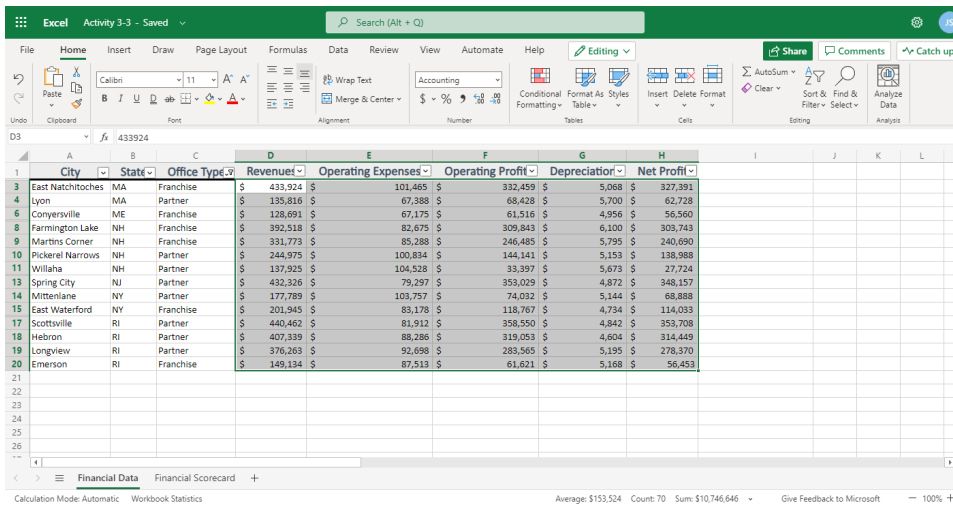 Excel Activity 3-3 - Saved Search (Alt + Q) JS
File Home Insert Draw Page Layout Formulas Data Review View Automate Help Editing Share Comments Catch up
Paste Calibri 11 A^ A˅ Wrap Text Accounting Conditional Format As Styles Insert Delete Format AutoSum Sort & Find & Analyze
B I U D ab A Merge & Center $ % 9 Formatting Table Clear Filter Select Data
Undo Clipboard Font Alignment Number Tables Cells Editing Analysis
D3 fx 433924
A B C D E F G H I J K L
1 City State Office Type Revenues Operating Expenses Operating Profit Depreciation Net Profit
3 East Natchitoches MA Franchise $ 433,924 $ 101,465 $ 332,459 $ 5,068 $ 327,391
4 Lyon MA Partner $ 135,816 $ 67,388 $ 68,428 $ 5,700 $ 62,728
6 Conyersville ME Franchise $ 128,691 $ 67,175 $ 61,516 $ 4,956 $ 56,560
8 Farmington Lake NH Franchise $ 392,518 $ 82,675 $ 309,843 $ 6,100 $ 303,743
9 Martins Corner NH Franchise $ 331,773 $ 85,288 $ 246,485 $ 5,795 $ 240,690
10 Pickerel Narrows NH Partner $ 244,975 $ 100,834 $ 144,141 $ 5,153 $ 138,988
11 Willaha NH Partner $ 137,925 $ 104,528 $ 33,397 $ 5,673 $ 27,724
13 Spring City NJ Partner $ 432,326 $ 79,297 $ 353,029 $ 4,872 $ 348,157
14 Mittenlane NY Partner $ 177,789 $ 103,757 $ 74,032 $ 5,144 $ 68,888
15 East Waterford NY Franchise $ 201,945 $ 83,178 $ 118,767 $ 4,734 $ 114,033
17 Scottsville RI Partner $ 440,462 $ 81,912 $ 358,550 $ 4,842 $ 353,708
18 Hebron RI Partner $ 407,339 $ 88,286 $ 319,053 $ 4,604 $ 314,449
19 Longview RI Partner $ 376,263 $ 92,698 $ 283,565 $ 5,195 $ 278,370
20 Emerson RI Franchise $ 149,134 $ 87,513 $ 61,621 $ 5,168 $ 56,453
21
22
23
24
25
26
Financial Data Financial Scorecard +
Calculation Mode: Automatic Workbook Statistics Average: $153,524 Count: 70 Sum: $10,746,646 Give Feedback to Microsoft — 100% +